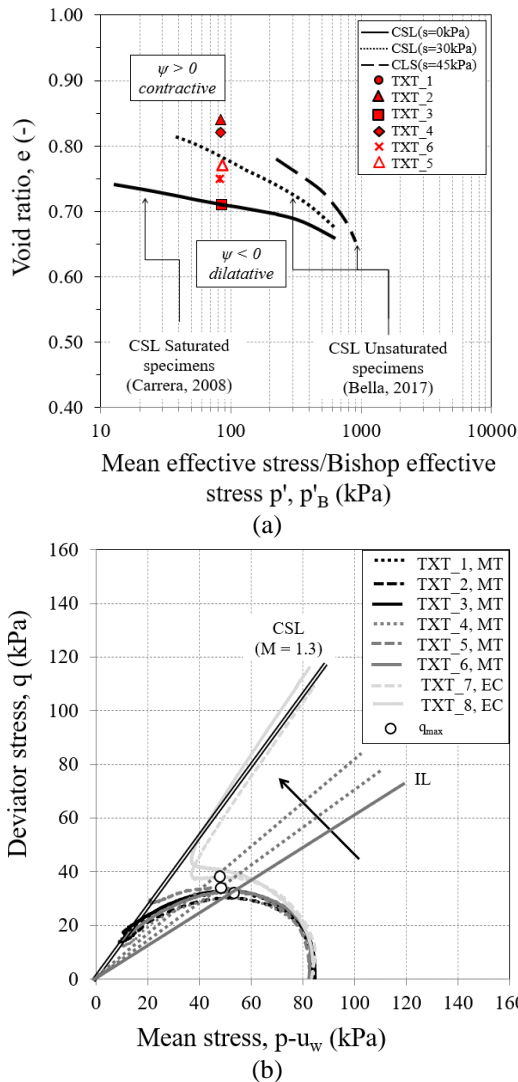 1.00
0.90
0.80
0.70
0.60
0.50
0.40
Void ratio, e (-)
ψ > 0
contractive
ψ < 0
dilatative
CSL(s=0kPa)
CSL(s=30kPa)
CLS(s=45kPa)
TXT_1
TXT_2
TXT_3
TXT_4
TXT_6
TXT_5
CSL Saturated
specimens
(Carrera, 2008)
CSL Unsaturated
specimens
(Bella, 2017)
10
100
1000
10000
Mean effective stress/Bishop effective
stress p', p'B (kPa)
(a)
160
140
120
100
80
60
40
20
0
Deviator stress, q (kPa)
CSL
(M = 1.3)
IL
TXT_1, MT
TXT_2, MT
TXT_3, MT
TXT_4, MT
TXT_5, MT
TXT_6, MT
TXT_7, EC
TXT_8, EC
qmax
0
20
40
60
80
100
120
140
160
Mean stress, p-uw (kPa)
(b)